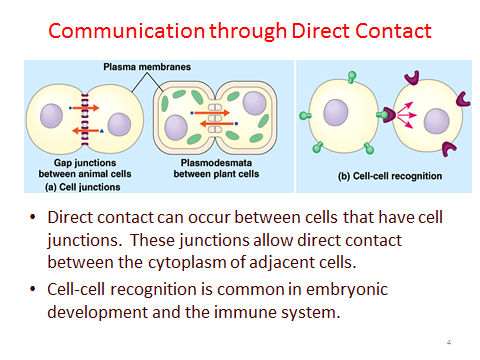 Communication through Direct Contact
Plasma membranes
Gap junctions
between animal cells
(a) Cell junctions
Plasmodesmata
between plant cells
(b) Cell-cell recognition
• Direct contact can occur between cells that have cell
junctions. These junctions allow direct contact
between the cytoplasm of adjacent cells.
• Cell-cell recognition is common in embryonic
development and the immune system.
4